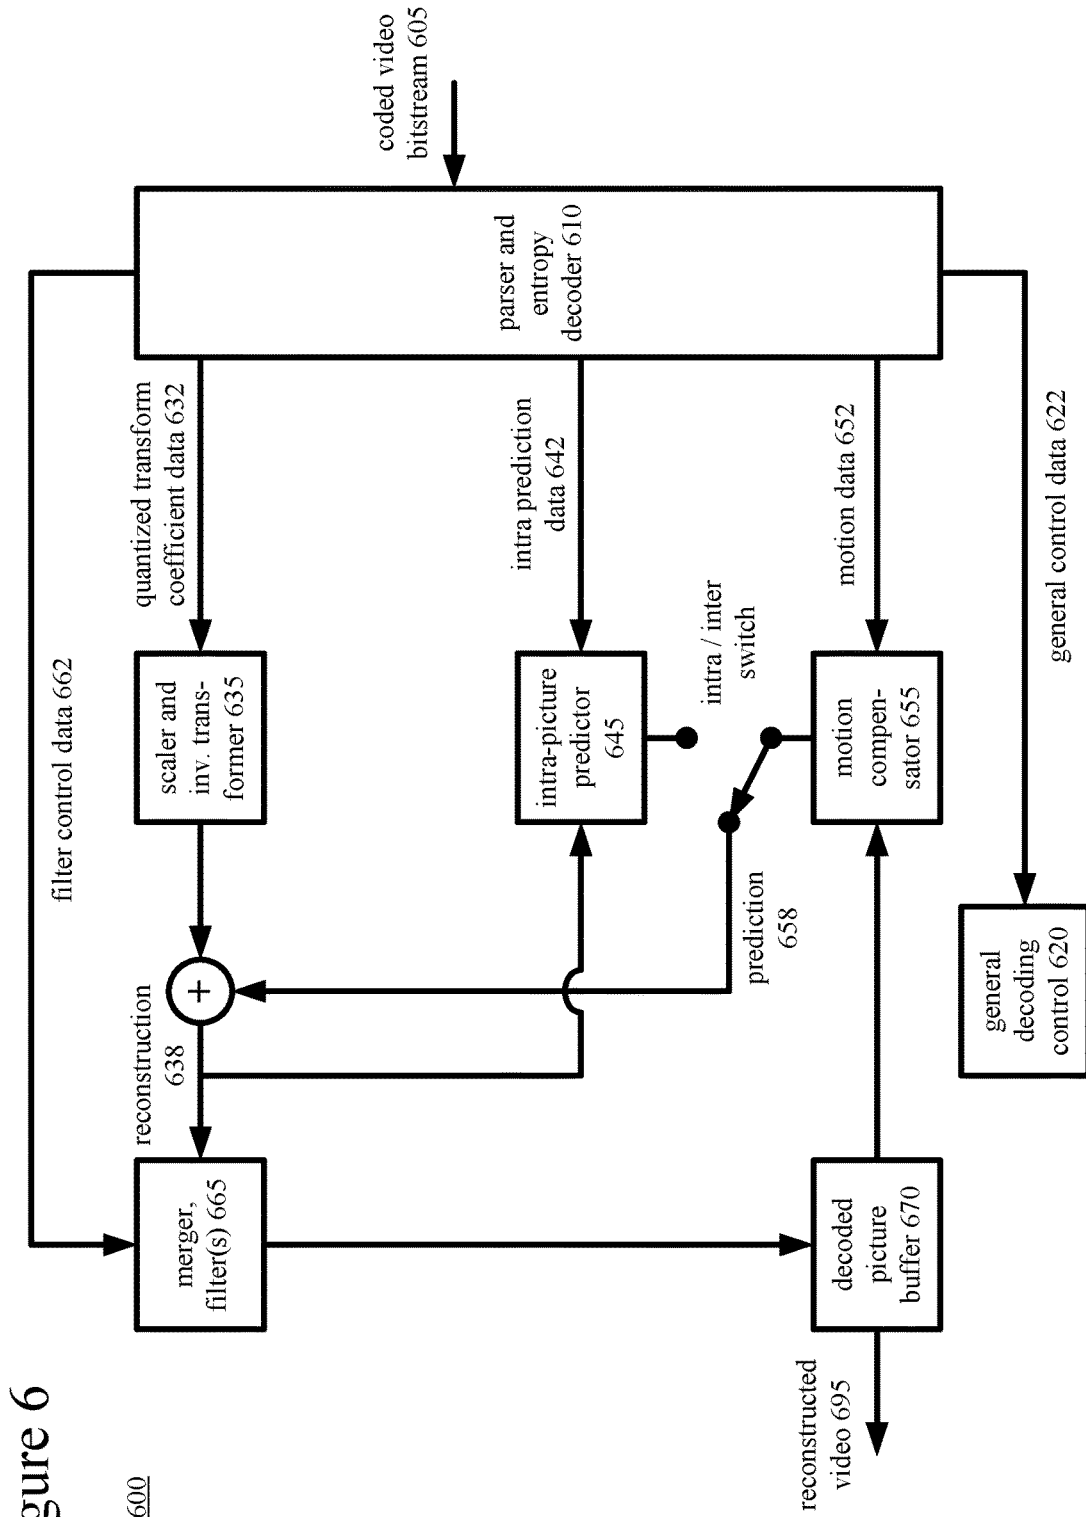 gure 6
600
filter control data 662
merger,
filter(s) 665
reconstruction
638
+
scaler and
inv. trans-
former 635
quantized transform
coefficient data 632
parser and
entropy
decoder 610
coded video
bitstream 605
intra-picture
predictor
645
intra prediction
data 642
intra / inter
switch
prediction
658
reconstructed
video 695
decoded
picture
buffer 670
motion
compen-
sator 655
motion data 652
general
decoding
control 620
general control data 622